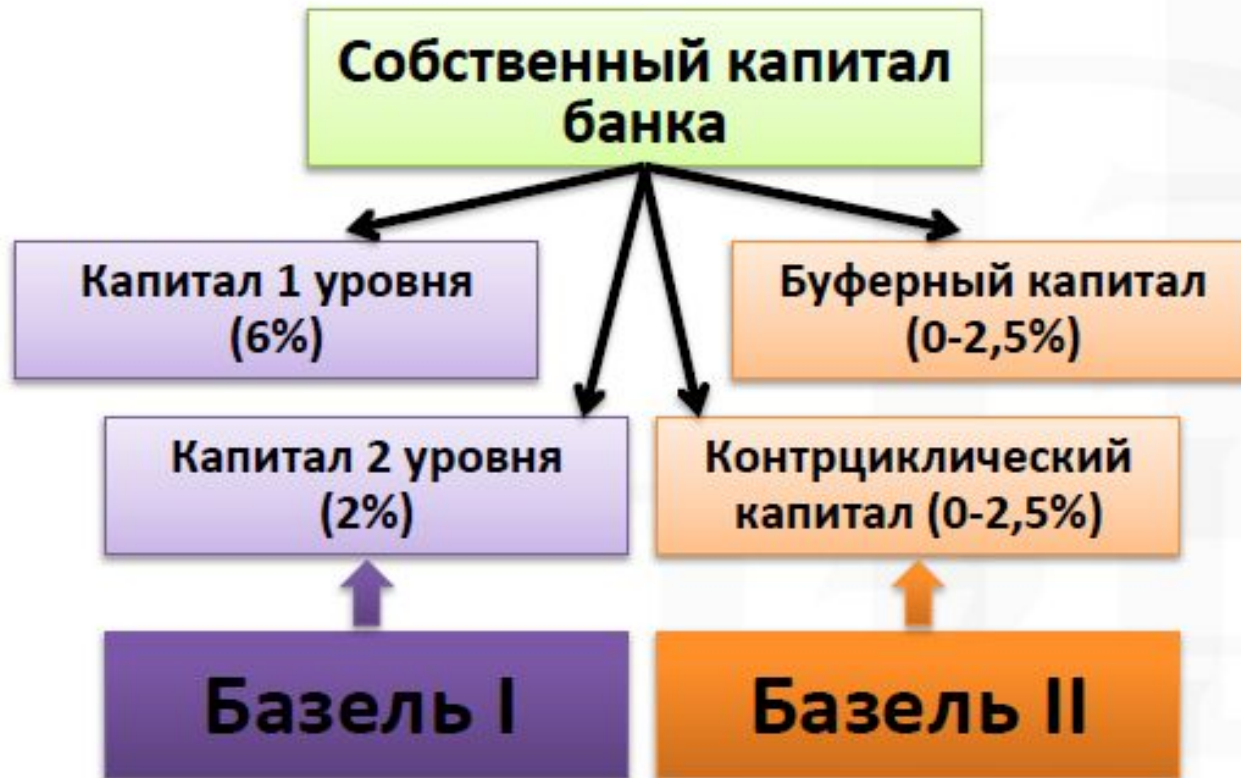 Собственный капитал
банка
Капитал 1 уровня
(6%)
Буферный капитал
(0-2,5%)
Капитал 2 уровня
(2%)
Контрциклический
капитал (0-2,5%)
Базель I
Базель II